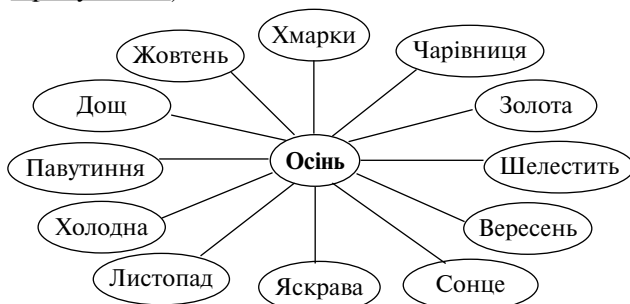 Хмарки
Жовтень
Чарівниця
Дощ
Золота
Осінь
Павутиння
Шелестить
Холодна
Вересень
Листопад
Яскрава
Сонце